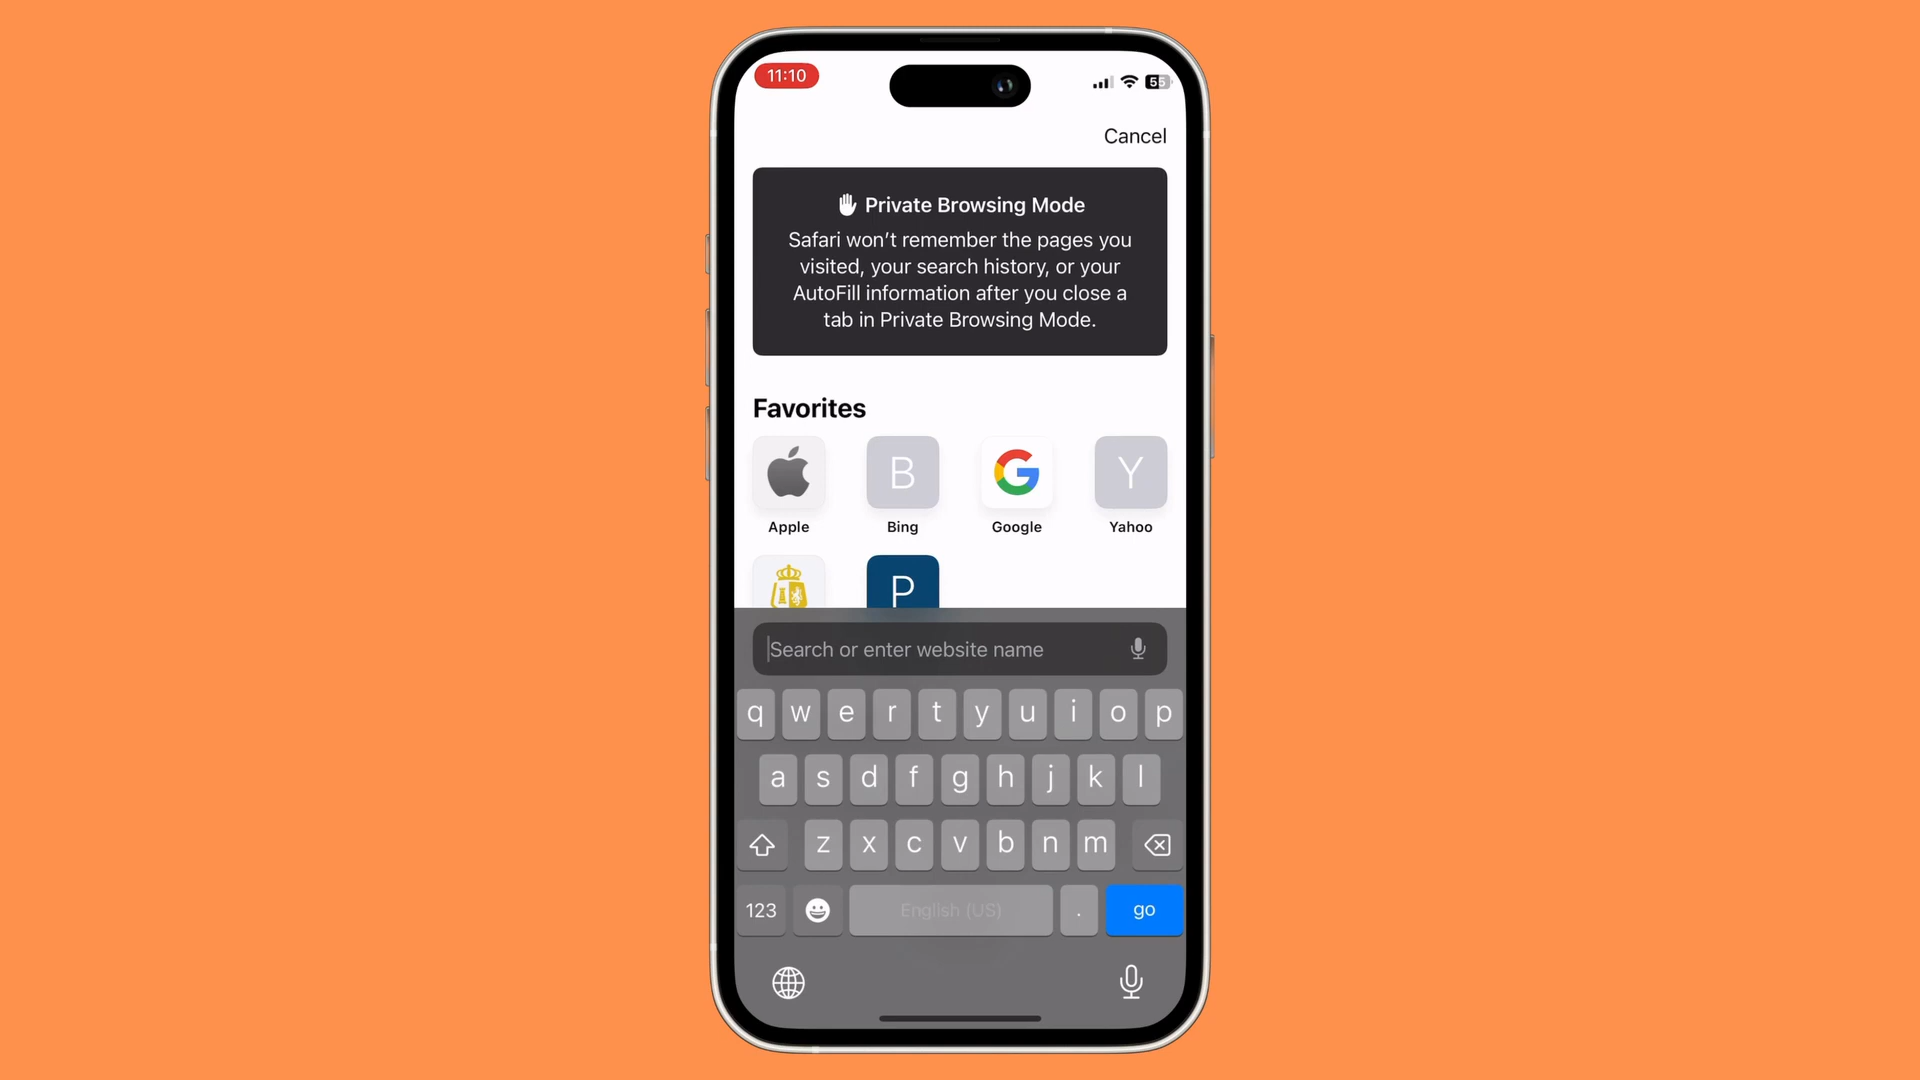 11:10
55
Cancel
Private Browsing Mode
Safari won’t remember the pages you
visited, your search history, or your
AutoFill information after you close a
tab in Private Browsing Mode.
Favorites
B G Y
Apple Bing Google Yahoo
P
Search or enter website name
q w e r t y u i o p
a s d f g h j k l
z x c v b n m
123 English (US) . go